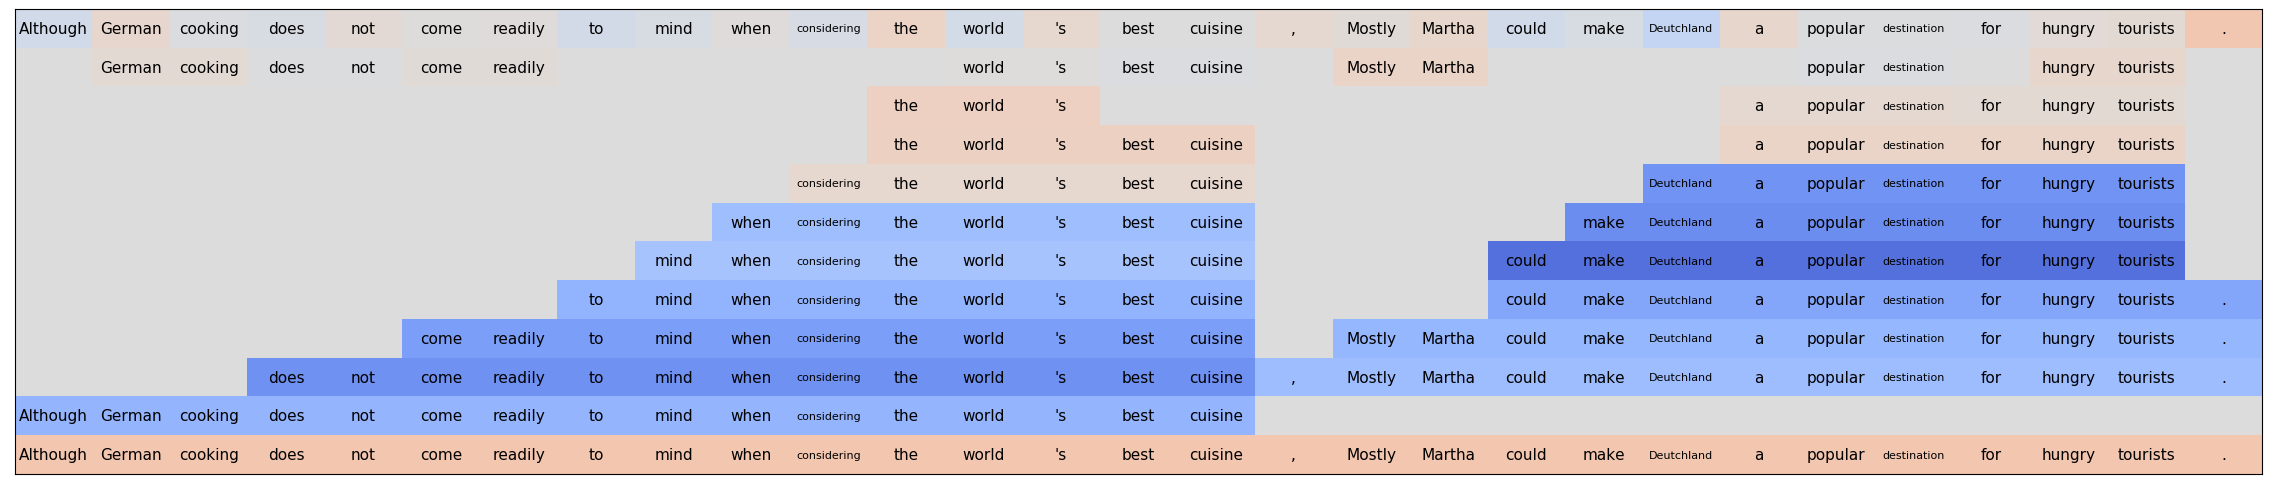 Although German cooking does not come readily to mind when considering the world 's best cuisine , Mostly Martha could make Deutchland a popular destination for hungry tourists .
German cooking does not come readily world 's best cuisine Mostly Martha popular destination hungry tourists
the world 's a popular destination for hungry tourists
the world 's best cuisine a popular destination for hungry tourists
considering the world 's best cuisine Deutchland a popular destination for hungry tourists
when considering the world 's best cuisine make Deutchland a popular destination for hungry tourists
mind when considering the world 's best cuisine could make Deutchland a popular destination for hungry tourists
to mind when considering the world 's best cuisine could make Deutchland a popular destination for hungry tourists .
come readily to mind when considering the world 's best cuisine Mostly Martha could make Deutchland a popular destination for hungry tourists .
does not come readily to mind when considering the world 's best cuisine , Mostly Martha could make Deutchland a popular destination for hungry tourists .
Although German cooking does not come readily to mind when considering the world 's best cuisine
Although German cooking does not come readily to mind when considering the world 's best cuisine , Mostly Martha could make Deutchland a popular destination for hungry tourists .